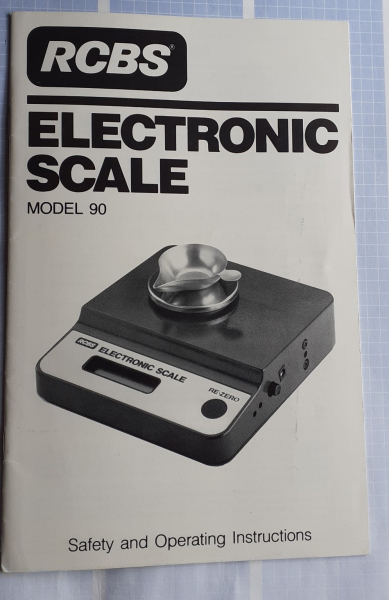 RCBS®
ELECTRONIC
SCALE
MODEL 90
RCBS ELECTRONIC SCALE
RE-ZERO
Safety and Operating Instructions